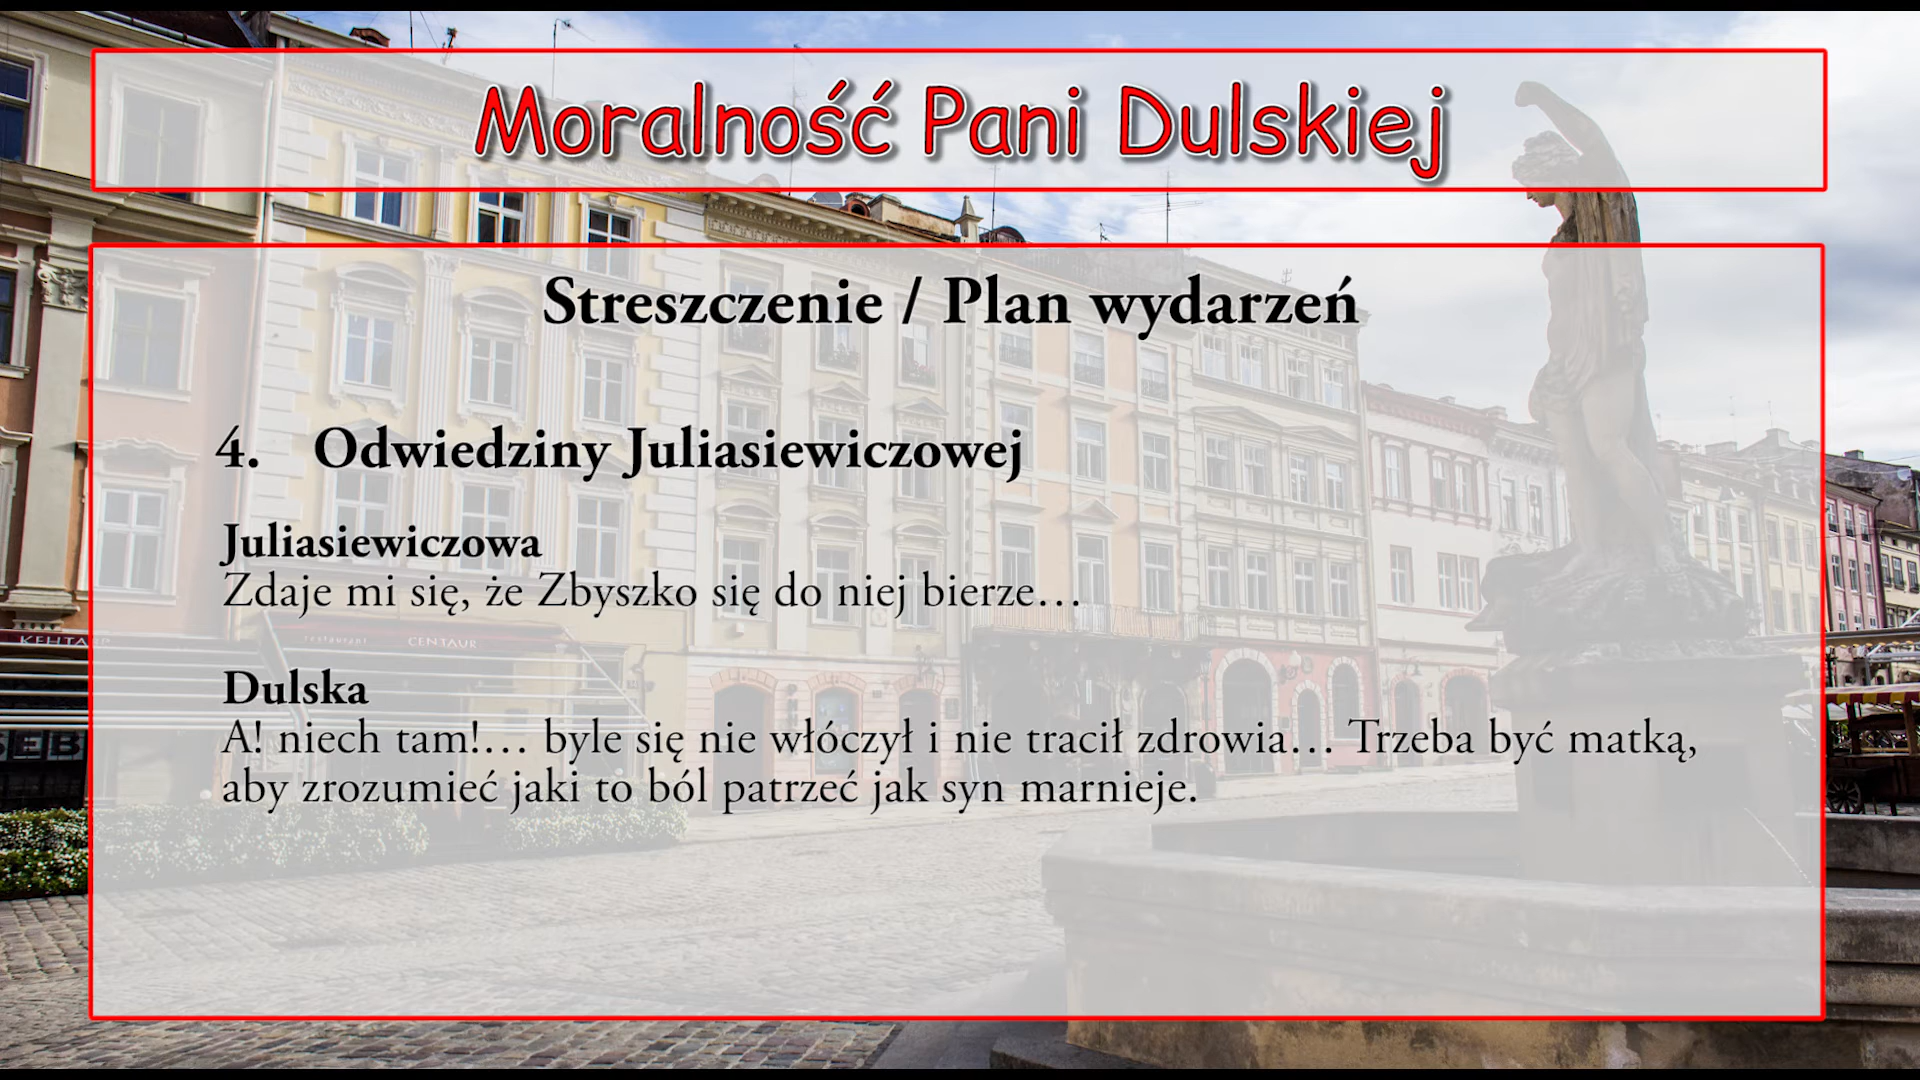 Moralność Pani Dulskiej
Streszczenie / Plan wydarzeń
4. Odwiedziny Juliasiewiczowej
Juliasiewiczowa
Zdaje mi się, że Zbyszko się do niej bierze…
Dulska
A! niech tam!… byle się nie włóczył i nie tracił zdrowia… Trzeba być matką,
aby zrozumieć jaki to ból patrzeć jak syn marnieje.
restaurant CENTAUR